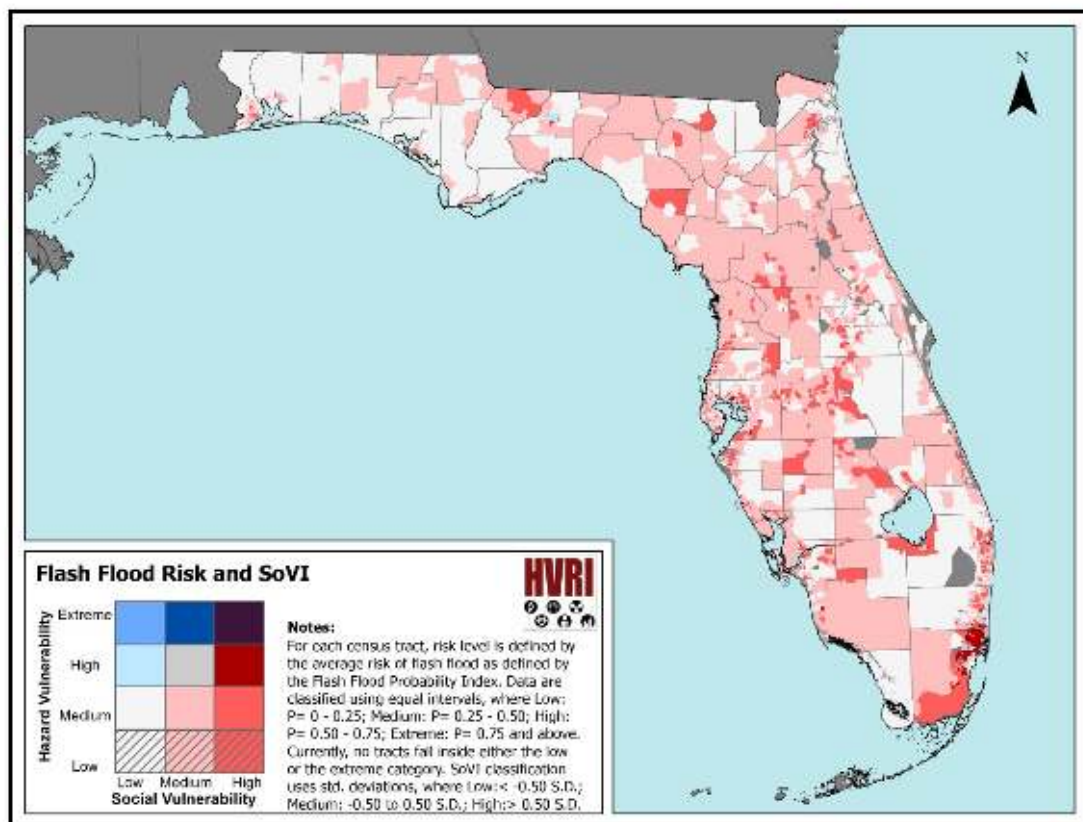 N
Flash Flood Risk and SoVI
HVRI
Hazard Vulnerability
Extreme
High
Medium
Low
Low Medium High
Social Vulnerability
Notes:
For each census tract, risk level is defined by
the average risk of flash flood as defined by
the Flash Flood Probability Index. Data are
classified using equal intervals, where Low:
P= 0 - 0.25; Medium: P= 0.25 - 0.50; High:
P= 0.50 - 0.75; Extreme: P= 0.75 and above.
Currently, no tracts fall inside either the low
or the extreme category. SoVI classification
uses std. deviations, where Low:< -0.50 S.D.;
Medium: -0.50 to 0.50 S.D.; High:> 0.50 S.D.